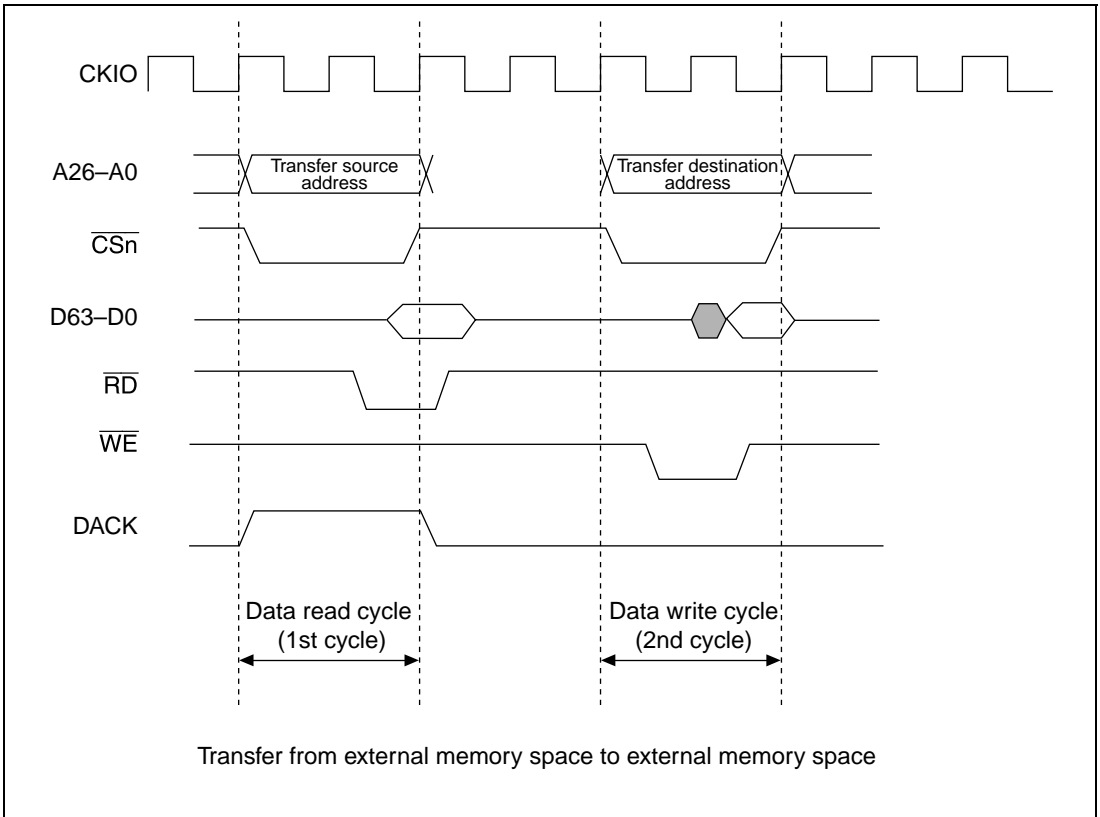 CKIO
A26–A0
Transfer source
address
Transfer destination
address
CSn
D63–D0
RD
WE
DACK
Data read cycle
(1st cycle)
Data write cycle
(2nd cycle)
Transfer from external memory space to external memory space